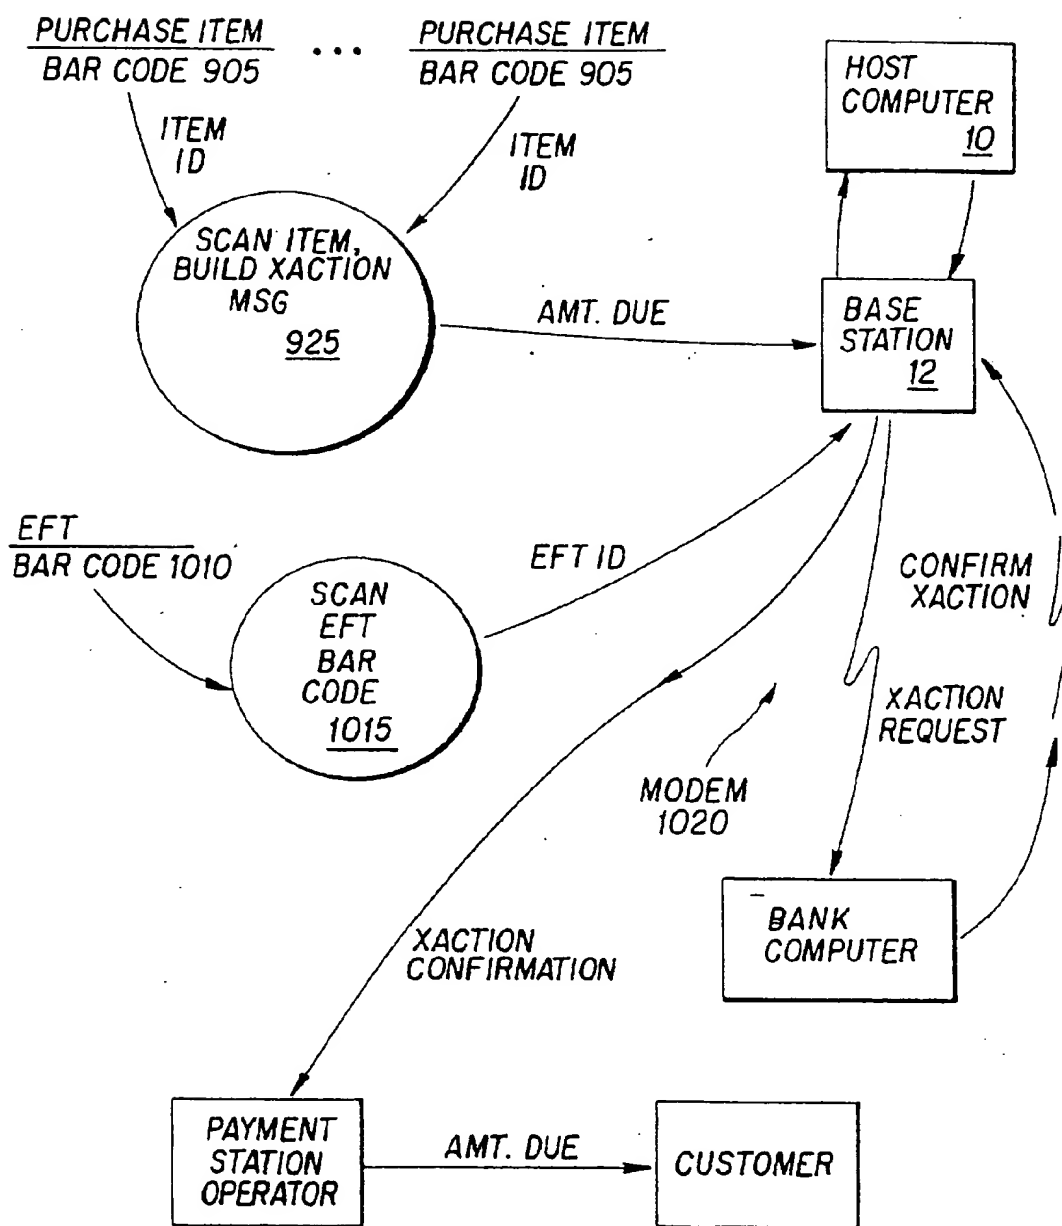 PURCHASE ITEM
BAR CODE 905
• • •
PURCHASE ITEM
BAR CODE 905
ITEM
ID
ITEM
ID
HOST
COMPUTER
10
SCAN ITEM,
BUILD XACTION
MSG
925
AMT. DUE
BASE
STATION
12
EFT
BAR CODE 1010
SCAN
EFT
BAR
CODE
1015
EFT ID
CONFIRM
XACTION
XACTION
REQUEST
MODEM
1020
BANK
COMPUTER
XACTION
CONFIRMATION
PAYMENT
STATION
OPERATOR
AMT. DUE
CUSTOMER